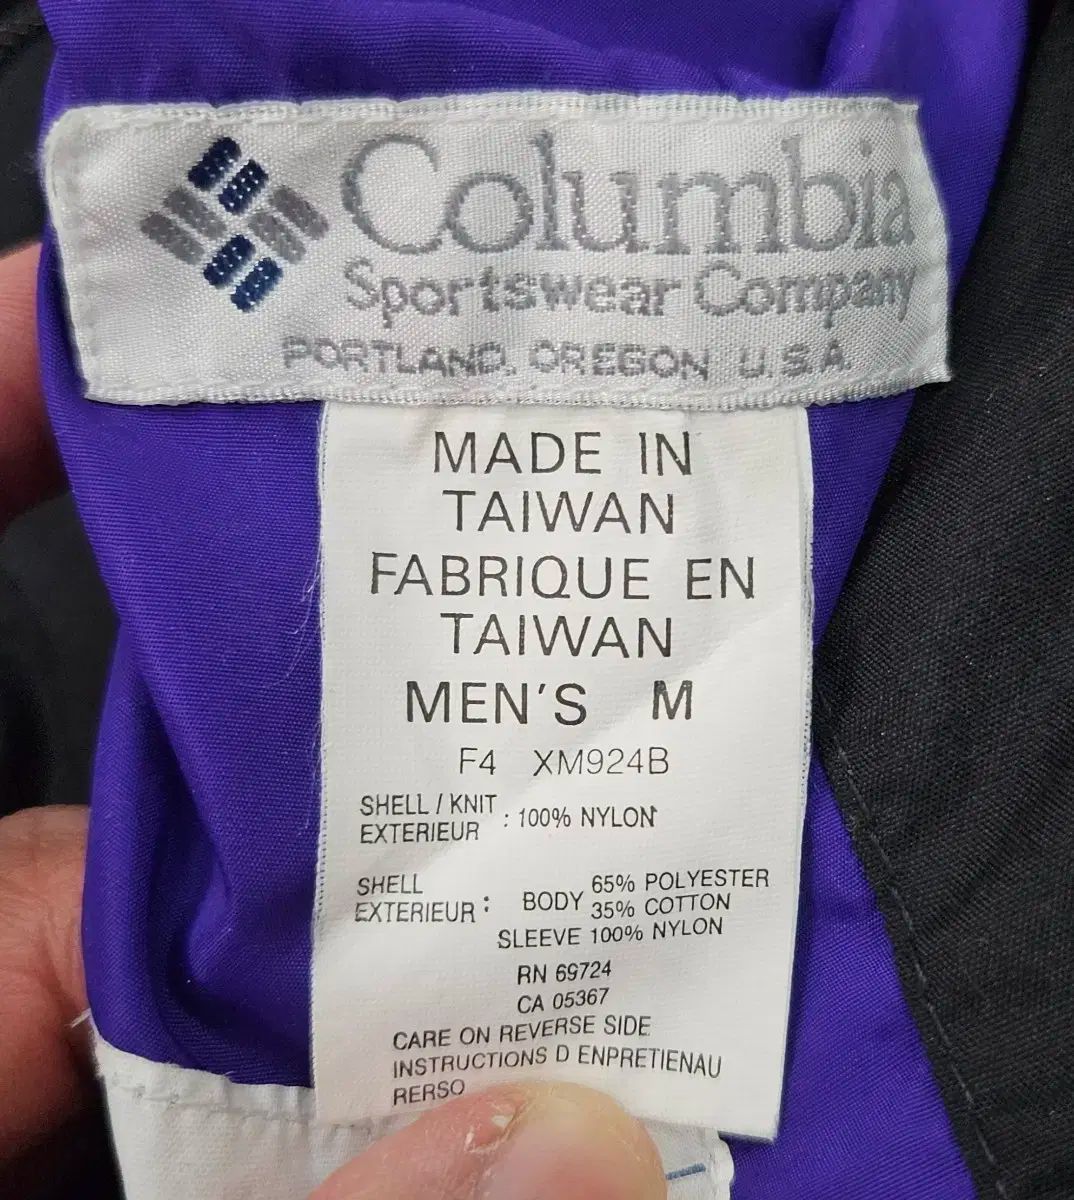 Columbia
Sportswear Company
PORTLAND, OREGON U.S.A.
MADE IN
TAIWAN
FABRIQUE EN
TAIWAN
MEN'S M
F4 XM924B
SHELL / KNIT
EXTERIEUR : 100% NYLON
SHELL
EXTERIEUR : BODY 65% POLYESTER
35% COTTON
SLEEVE 100% NYLON
RN 69724
CA 05367
CARE ON REVERSE SIDE
INSTRUCTIONS D ENPRETIENAU
RERSO